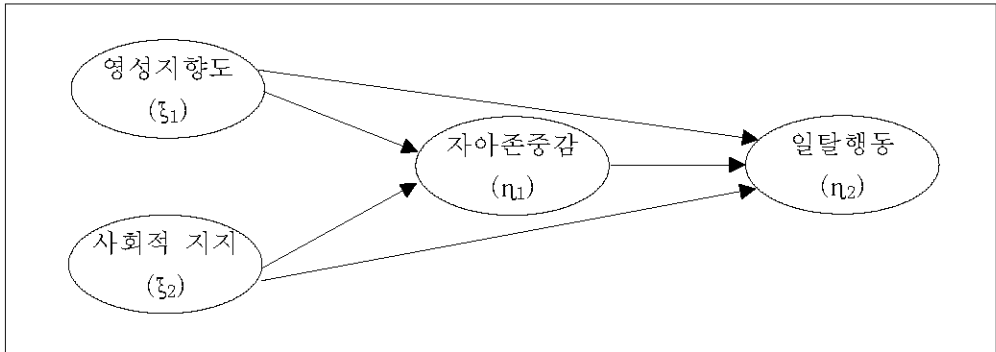 영성지향도
(ξ1)
자아존중감
(η1)
일탈행동
(η2)
사회적 지지
(ξ2)